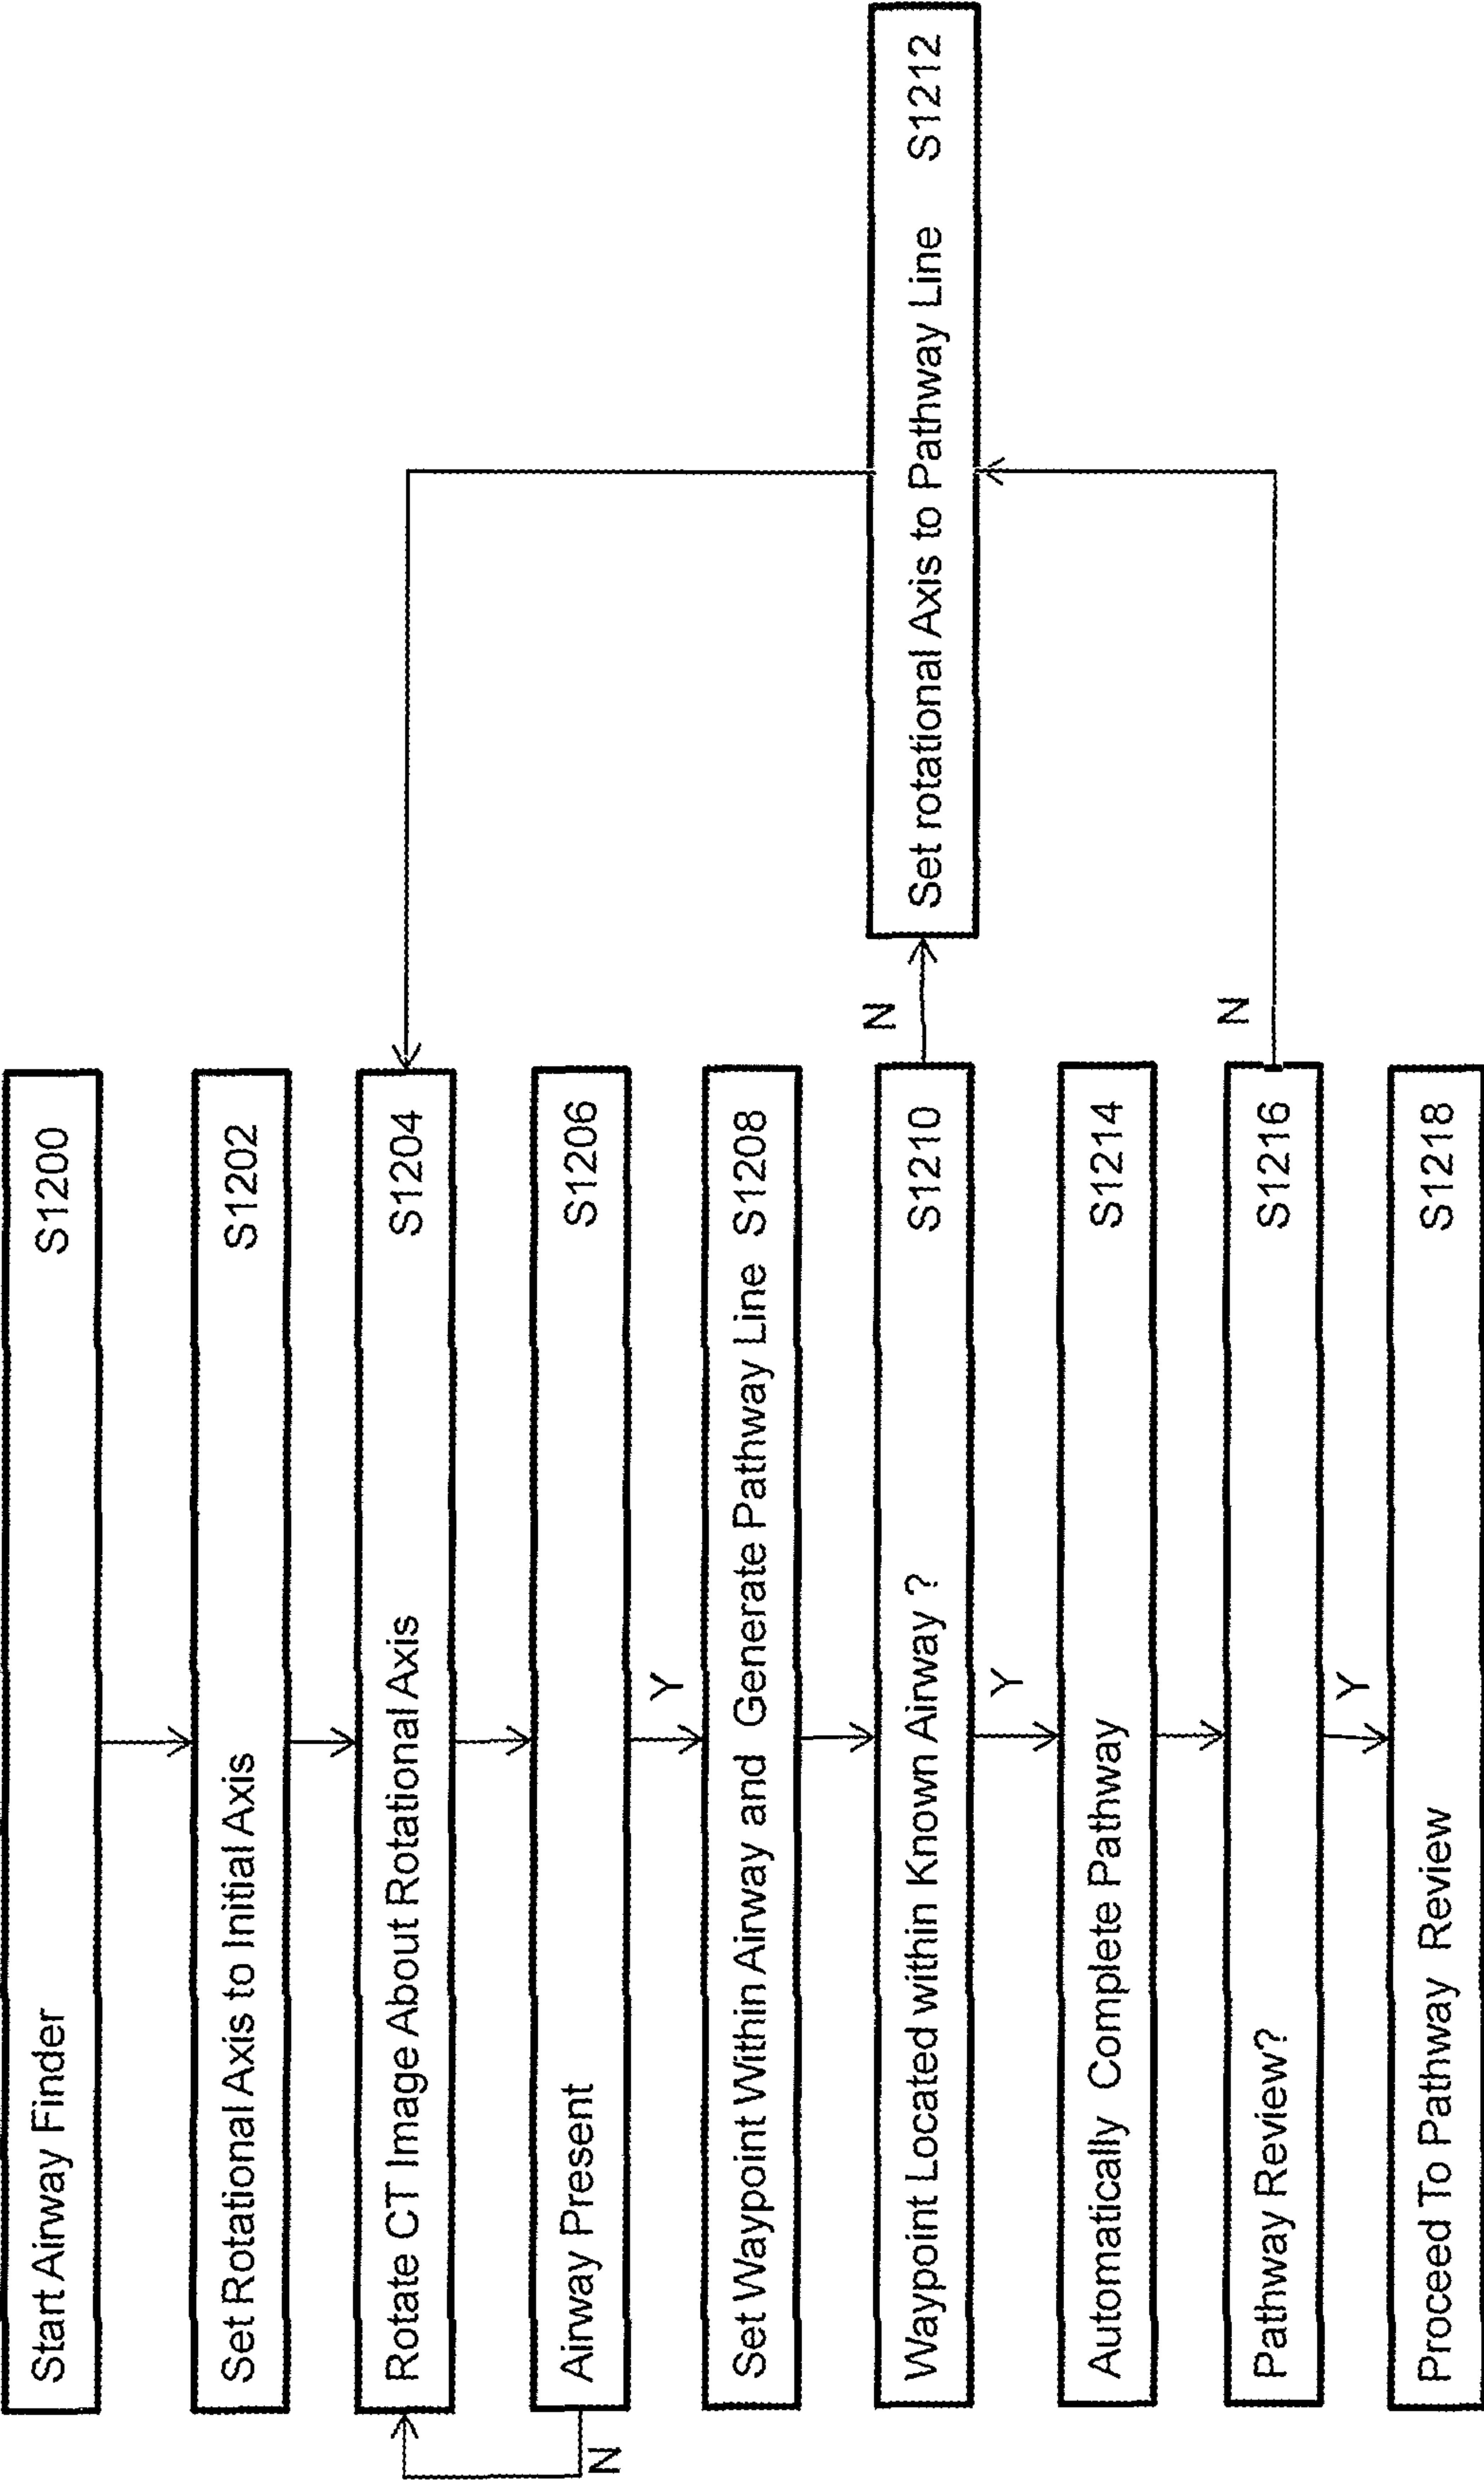 Start Airway Finder S1200
Set Rotational Axis to Initial Axis S1202
Rotate CT Image About Rotational Axis S1204
Airway Present S1206
N
Y
Set Waypoint Within Airway and Generate Pathway Line S1208
Waypoint Located within Known Airway ? S1210
N
Set rotational Axis to Pathway Line S1212
Y
Automatically Complete Pathway S1214
Pathway Review? S1216
N
Y
Proceed To Pathway Review S1218